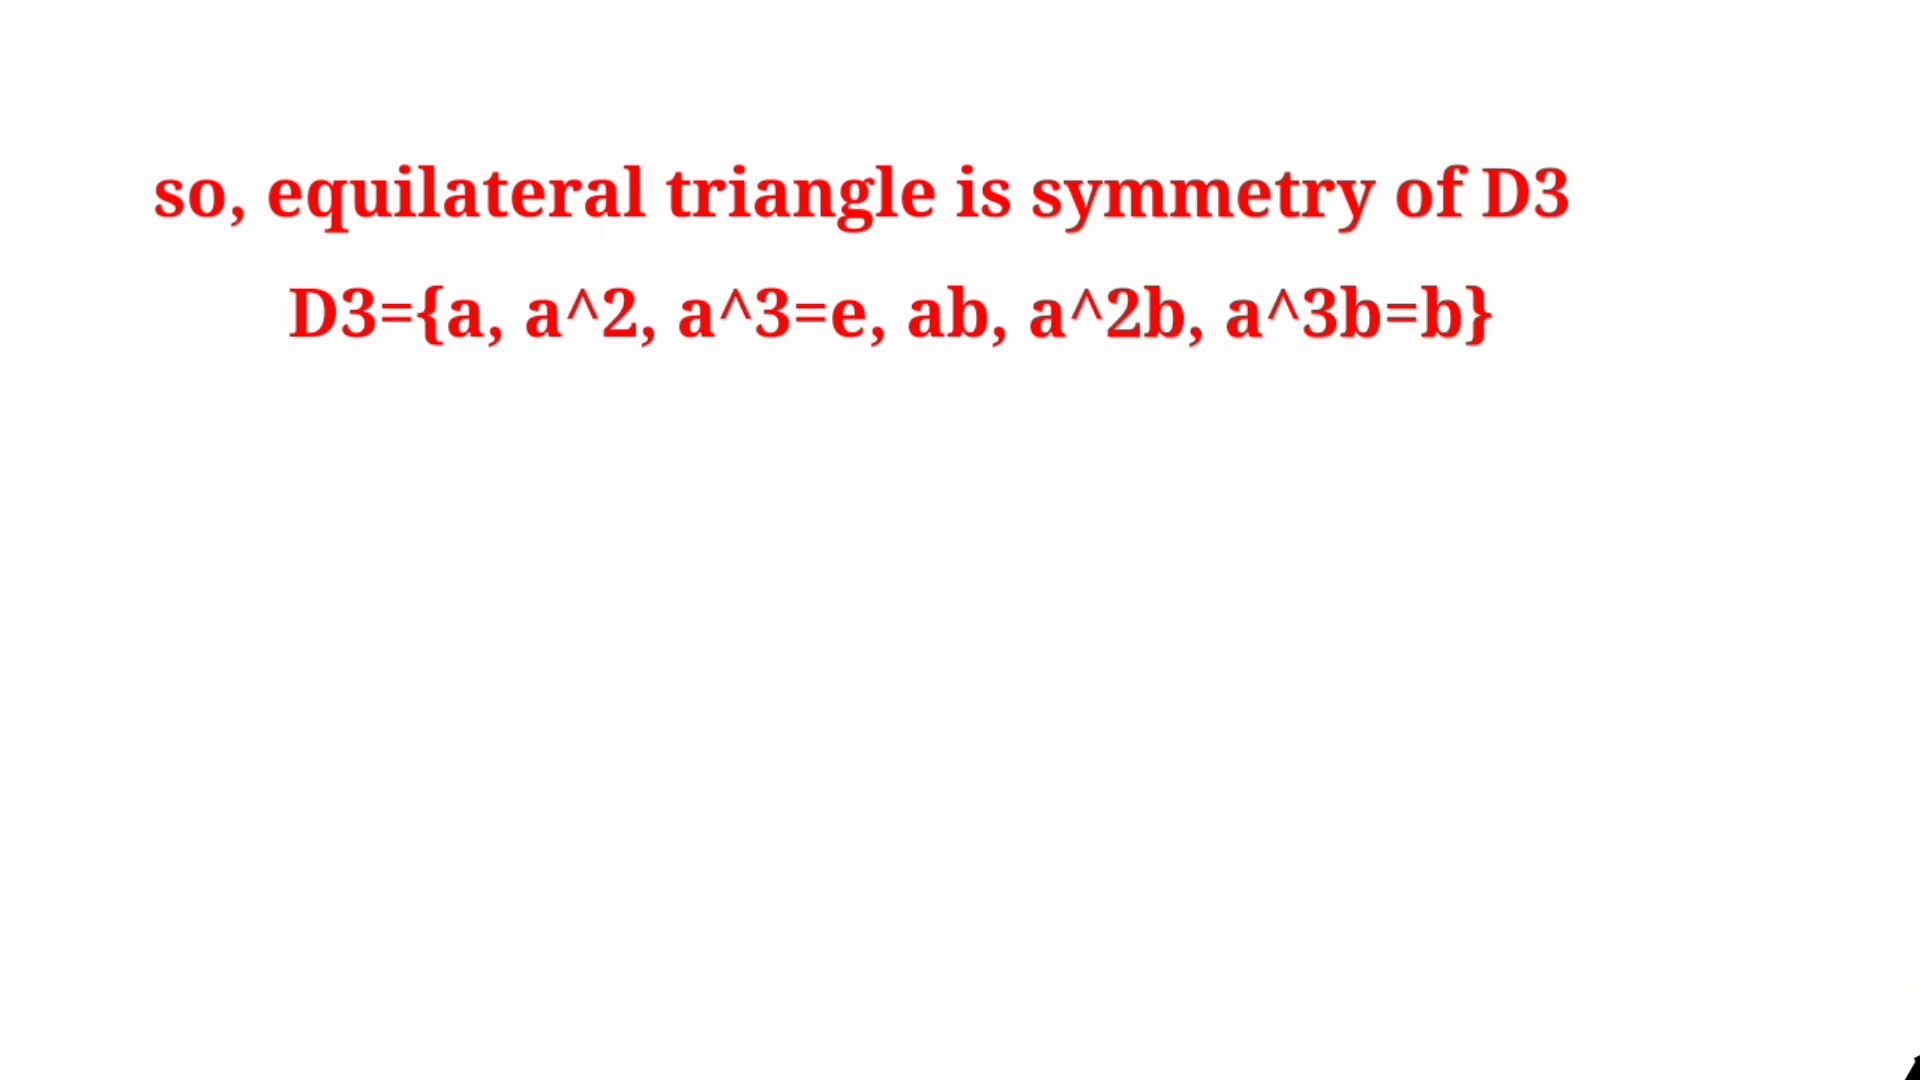 so, equilateral triangle is symmetry of D3
D3={a, a^2, a^3=e, ab, a^2b, a^3b=b}